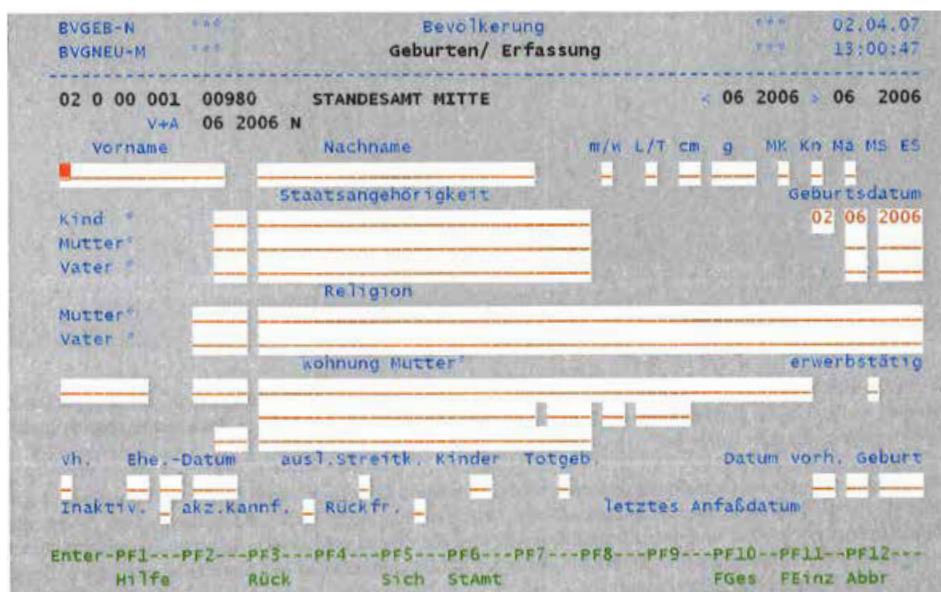 BVGEB-N *** Bevölkerung *** 02.04.07
BVGNEU-M *** Geburten/ Erfassung *** 13:00:47
02 0 00 001 00980 STANDESAMT MITTE < 06 2006 > 06 2006
V+A 06 2006 N
Vorname Nachname m/w L/T cm g MK Kn Mä MS ES
Staatsangehörigkeit Geburtsdatum
Kind * 02 06 2006
Mutter*
Vater *
Religion
Mutter*
Vater *
Wohnung Mutter* erwerbstätig
vh. Ehe.-Datum ausl.Streitk. Kinder Totgeb. Datum vorh. Geburt
Inaktiv. akz.Kannf. Rückfr. letztes Anfaßdatum
Enter-PF1---PF2---PF3---PF4---PF5---PF6---PF7---PF8---PF9---PF10--PF11--PF12---
Hilfe Rück Sich StAmt FGes FEinz Abbr